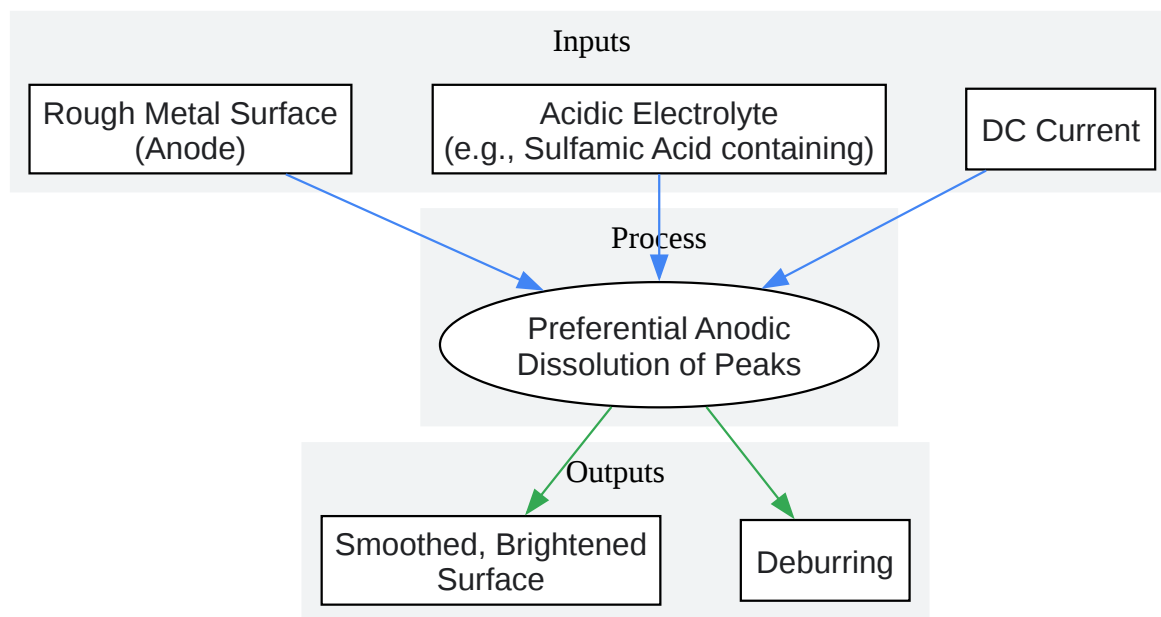 Inputs
Rough Metal Surface
(Anode)
Acidic Electrolyte
(e.g., Sulfamic Acid containing)
DC Current
Process
Preferential Anodic
Dissolution of Peaks
Outputs
Smoothed, Brightened
Surface
Deburring